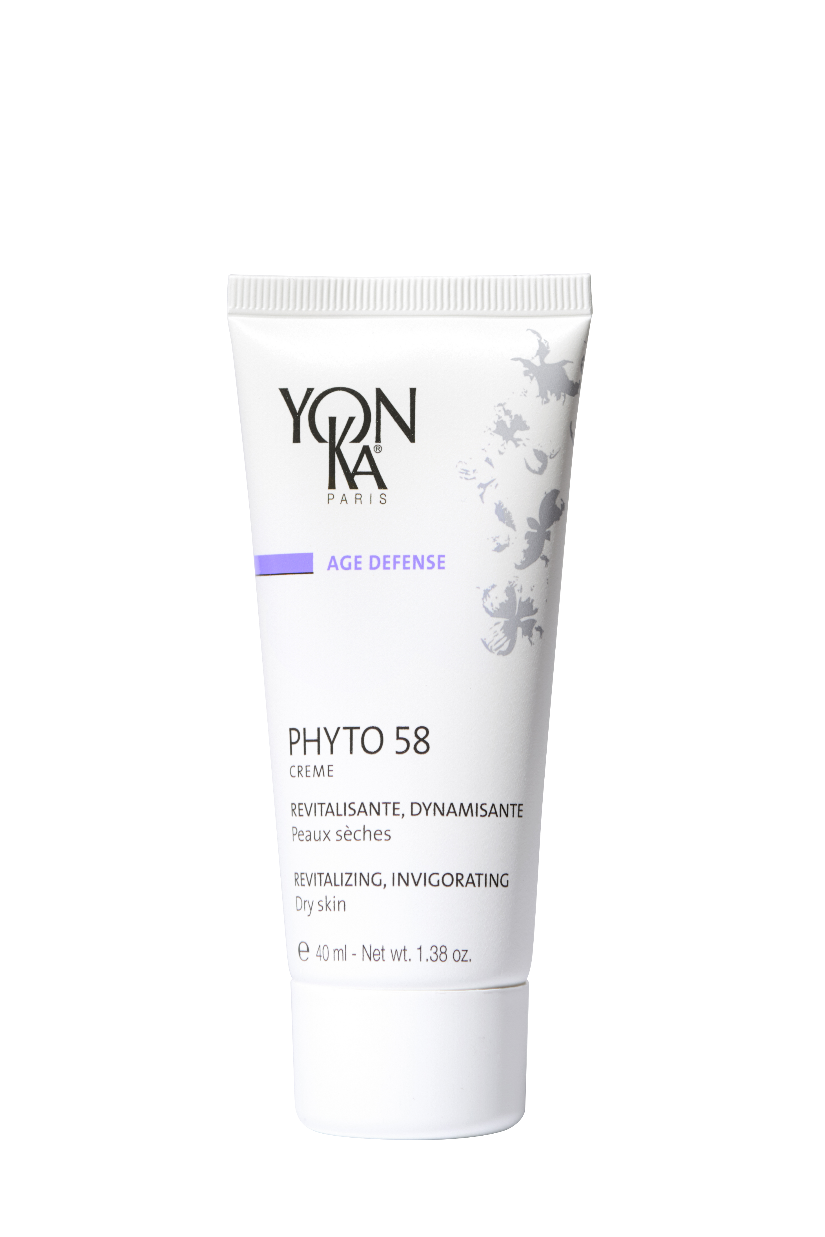 YON
KA®
PARIS
AGE DEFENSE
PHYTO 58
CREME
REVITALISANTE, DYNAMISANTE
Peaux sèches
REVITALIZING, INVIGORATING
Dry skin
℮ 40 ml - Net wt. 1.38 oz.